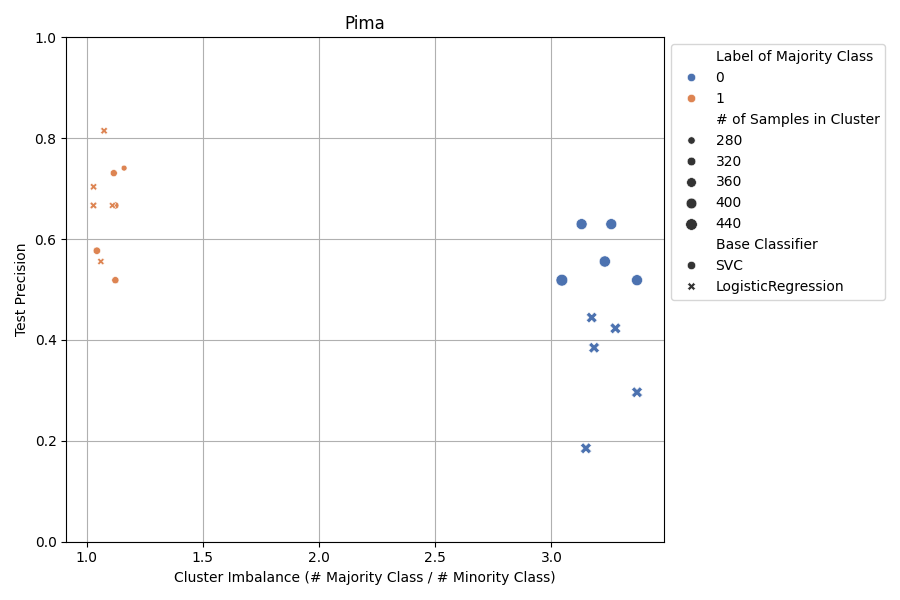 Pima
1.0
0.8
0.6
0.4
0.2
0.0
Test Precision
1.0
1.5
2.0
2.5
3.0
Cluster Imbalance (# Majority Class / # Minority Class)
Label of Majority Class
0
1
# of Samples in Cluster
280
320
360
400
440
Base Classifier
SVC
LogisticRegression